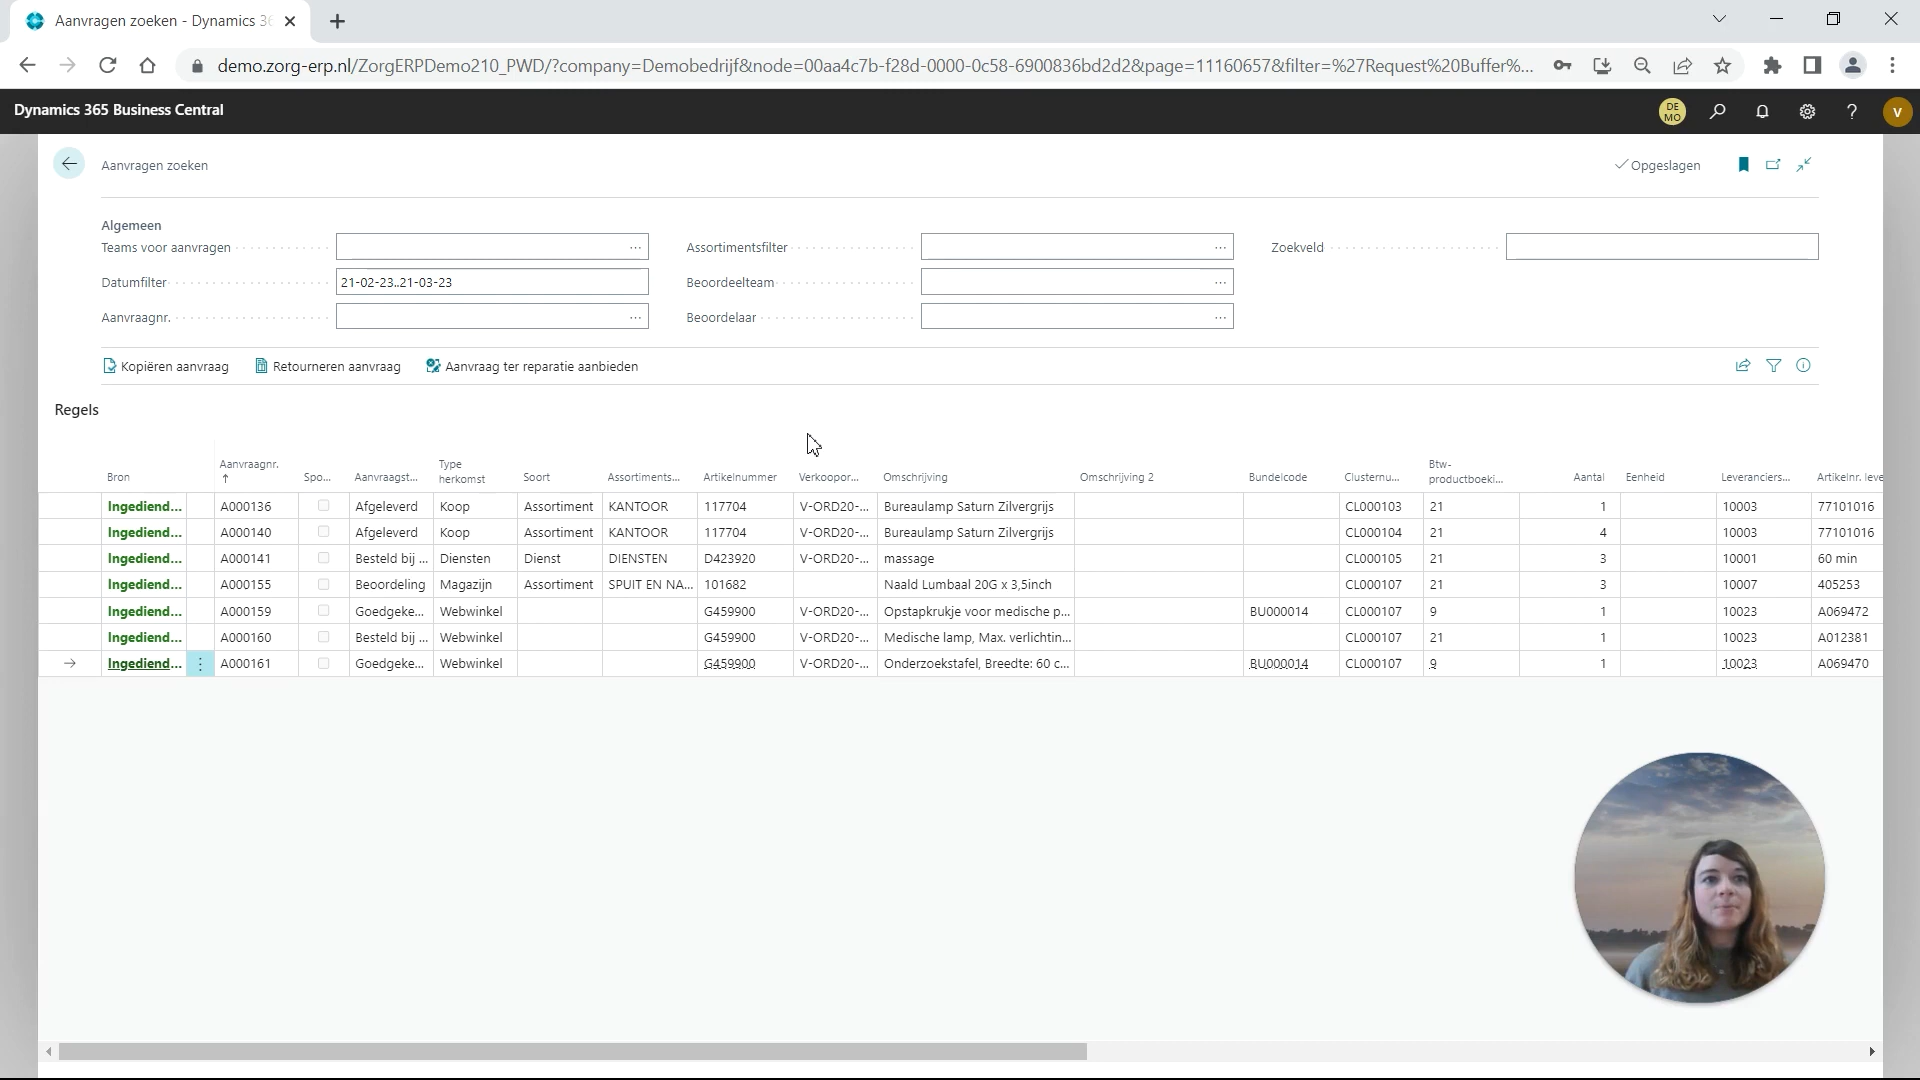 Aanvragen zoeken - Dynamics 36
demo.zorg-erp.nl/ZorgERPDemo210_PWD/?company=Demobedrijf&node=00aa4c7b-f28d-0000-0c58-6900836bd2d2&page=11160657&filter=%27Request%20Buffer%...
Dynamics 365 Business Central
DE MO
?
V
Aanvragen zoeken
Opgeslagen
Algemeen
Teams voor aanvragen ... Assortimentsfilter ... Zoekveld
Datumfilter 21-02-23..21-03-23 Beoordeelteam ...
Aanvraagnr. ... Beoordelaar ...
Kopiëren aanvraag Retourneren aanvraag Aanvraag ter reparatie aanbieden
Regels
Bron Aanvraagnr. ↑ Spo... Aanvraagst... Type herkomst Soort Assortiments... Artikelnummer Verkoopor... Omschrijving Omschrijving 2 Bundelcode Clusternu... Btw-productboeki... Aantal Eenheid Leveranciers... Artikelnr. leve
Ingediend... A000136 Afgeleverd Koop Assortiment KANTOOR 117704 V-ORD20-... Bureaulamp Saturn Zilvergrijs CL000103 21 1 10003 77101016
Ingediend... A000140 Afgeleverd Koop Assortiment KANTOOR 117704 V-ORD20-... Bureaulamp Saturn Zilvergrijs CL000104 21 4 10003 77101016
Ingediend... A000141 Besteld bij ... Diensten Dienst DIENSTEN D423920 V-ORD20-... massage CL000105 21 3 10001 60 min
Ingediend... A000155 Beoordeling Magazijn Assortiment SPUIT EN NA... 101682 Naald Lumbaal 20G x 3,5inch CL000107 21 3 10007 405253
Ingediend... A000159 Goedgeke... Webwinkel G459900 V-ORD20-... Opstapkrukje voor medische p... BU000014 CL000107 9 1 10023 A069472
Ingediend... A000160 Besteld bij ... Webwinkel G459900 V-ORD20-... Medische lamp, Max. verlichtin... CL000107 21 1 10023 A012381
Ingediend... A000161 Goedgeke... Webwinkel G459900 V-ORD20-... Onderzoekstafel, Breedte: 60 c... BU000014 CL000107 9 1 10023 A069470